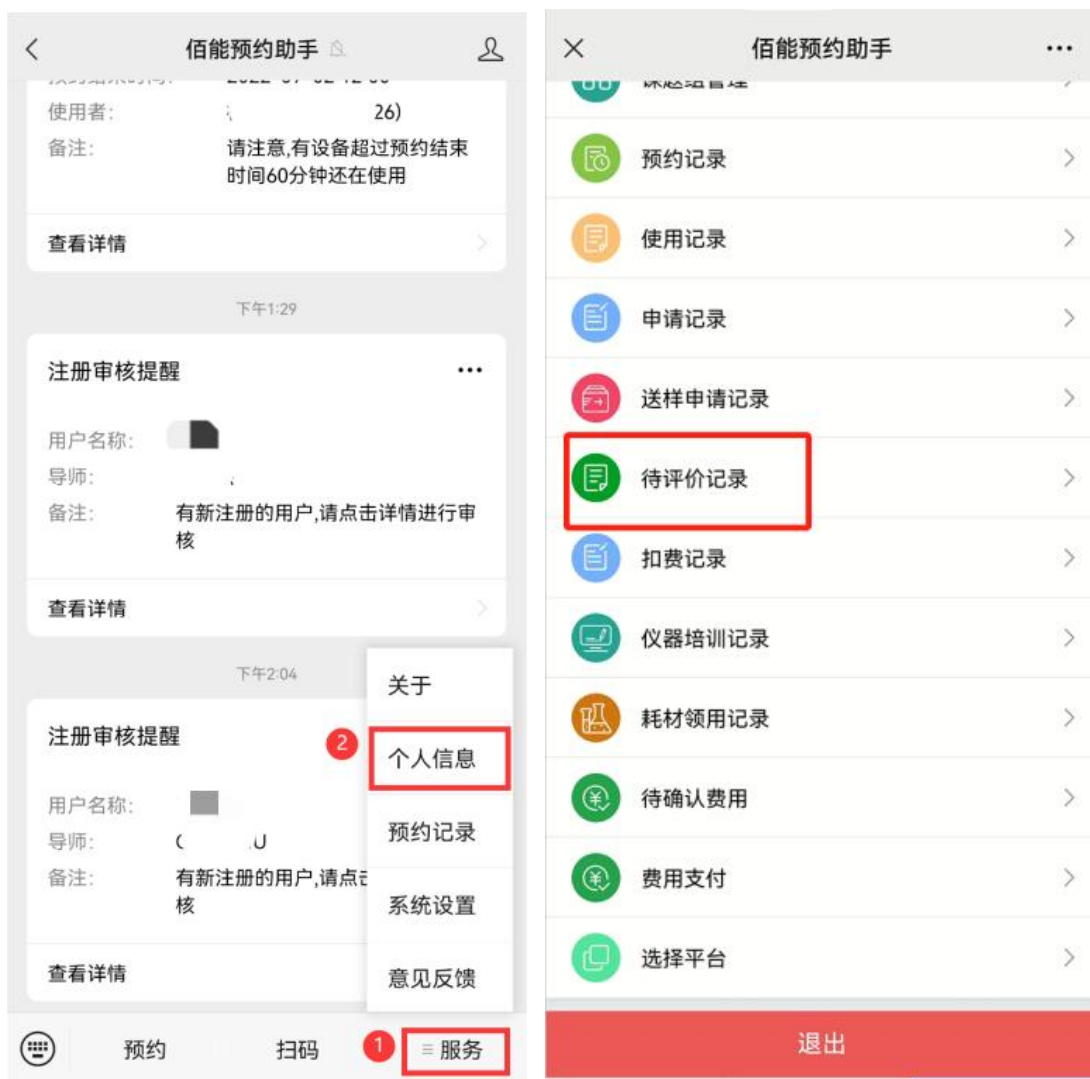 佰能预约助手
使用者:
26)
备注:
请注意,有设备超过预约结束
时间60分钟还在使用
查看详情
下午1:29
注册审核提醒
用户名称:
导师:
备注:
有新注册的用户,请点击详情进行审
核
查看详情
下午2:04
注册审核提醒
用户名称:
导师:
备注:
有新注册的用户,请点
核
查看详情
关于
2
个人信息
预约记录
系统设置
意见反馈
预约
扫码
1
服务
佰能预约助手
预约记录
使用记录
申请记录
送样申请记录
待评价记录
扣费记录
仪器培训记录
耗材领用记录
待确认费用
费用支付
选择平台
退出